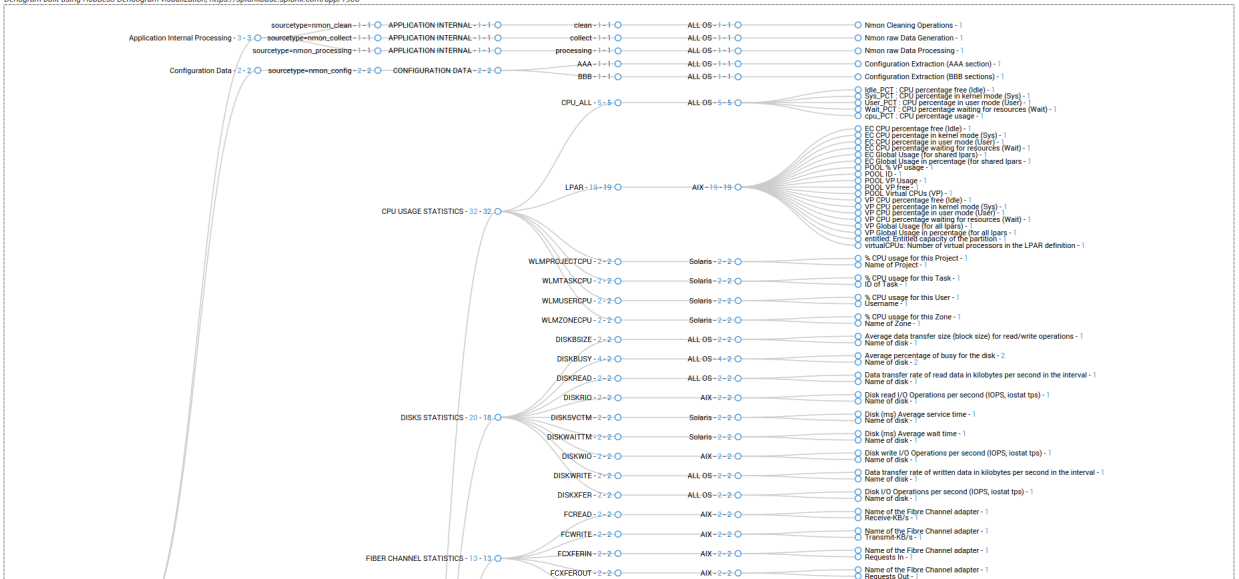 Dendogram built using Hubocso Dendogram visualization, https://splunkbase.splunk.com/app/
sourcetype=nmon_clean - 1 - 1 APPLICATION INTERNAL - 1 - 1 clean - 1 - 1 ALL OS - 1 - 1 Nmon Cleaning Operations - 1
Application Internal Processing - 3 - 3 sourcetype=nmon_collect - 1 - 1 APPLICATION INTERNAL - 1 - 1 collect - 1 - 1 ALL OS - 1 - 1 Nmon raw Data Generation - 1
sourcetype=nmon_processing - 1 - 1 APPLICATION INTERNAL - 1 - 1 processing - 1 - 1 ALL OS - 1 - 1 Nmon raw Data Processing - 1
AAA - 1 - 1 ALL OS - 1 - 1 Configuration Extraction (AAA section) - 1
Configuration Data - 2 - 2 sourcetype=nmon_config - 2 - 2 CONFIGURATION DATA - 2 - 2
BBB - 1 - 1 ALL OS - 1 - 1 Configuration Extraction (BBB sections) - 1
Idle_PCT : CPU percentage free (Idle) - 1
Sys_PCT : CPU percentage in kernel mode (Sys) - 1
CPU_ALL - 5 - 5 ALL OS - 5 - 5 User_PCT : CPU percentage in user mode (User) - 1
Wait_PCT : CPU percentage waiting for resources (Wait) - 1
cpu_PCT : CPU percentage usage - 1
EC CPU percentage free (Idle) - 1
EC CPU percentage in kernel mode (Sys) - 1
EC CPU percentage in user mode (User) - 1
EC CPU percentage waiting for resources (Wait) - 1
EC Global Usage (for shared lpars) - 1
EC Global Usage in percentage (for shared lpars - 1
POOL % VP usage - 1
POOL ID - 1
POOL VP Usage - 1
LPAR - 19 - 19 AIX - 19 - 19 POOL VP free - 1
POOL Virtual CPUs (VP) - 1
VP CPU percentage free (Idle) - 1
VP CPU percentage in kernel mode (Sys) - 1
CPU USAGE STATISTICS - 32 - 32 VP CPU percentage in user mode (User) - 1
VP CPU percentage waiting for resources (Wait) - 1
VP Global Usage (for all lpars) - 1
VP Global Usage in percentage (for all lpars - 1
entitled: Entitled capacity of the partition - 1
virtualCPUs: Number of virtual processors in the LPAR definition - 1
WLMPROJECTCPU - 2 - 2 Solaris - 2 - 2 % CPU usage for this Project - 1
Name of Project - 1
WLMTASKCPU - 2 - 2 Solaris - 2 - 2 % CPU usage for this Task - 1
ID of Task - 1
WLMUSERCPU - 2 - 2 Solaris - 2 - 2 % CPU usage for this User - 1
Username - 1
WLMZONECPU - 2 - 2 Solaris - 2 - 2 % CPU usage for this Zone - 1
Name of Zone - 1
DISKBSIZE - 2 - 2 ALL OS - 2 - 2 Average data transfer size (block size) for read/write operations - 1
Name of disk - 1
DISKBUSY - 4 - 2 ALL OS - 4 - 2 Average percentage of busy for the disk - 2
Name of disk - 2
DISKREAD - 2 - 2 ALL OS - 2 - 2 Data transfer rate of read data in kilobytes per second in the interval - 1
Name of disk - 1
DISKRIO - 2 - 2 AIX - 2 - 2 Disk read I/O Operations per second (IOPS, iostat tps) - 1
Name of disk - 1
DISKS STATISTICS - 20 - 18 DISKSVCTM - 2 - 2 Solaris - 2 - 2 Disk (ms) Average service time - 1
Name of disk - 1
DISKWAITTM - 2 - 2 Solaris - 2 - 2 Disk (ms) Average wait time - 1
Name of disk - 1
DISKWIO - 2 - 2 AIX - 2 - 2 Disk write I/O Operations per second (IOPS, iostat tps) - 1
Name of disk - 1
DISKWRITE - 2 - 2 ALL OS - 2 - 2 Data transfer rate of written data in kilobytes per second in the interval - 1
Name of disk - 1
DISKXFER - 2 - 2 ALL OS - 2 - 2 Disk I/O Operations per second (IOPS, iostat tps) - 1
Name of disk - 1
FCREAD - 2 - 2 AIX - 2 - 2 Name of the Fibre Channel adapter - 1
Receive-KB/s - 1
FCWRITE - 2 - 2 AIX - 2 - 2 Name of the Fibre Channel adapter - 1
Transmit-KB/s - 1
FIBER CHANNEL STATISTICS - 13 - 13 FCXFERIN - 2 - 2 AIX - 2 - 2 Name of the Fibre Channel adapter - 1
Requests In - 1
FCXFEROUT - 2 - 2 AIX - 2 - 2 Name of the Fibre Channel adapter - 1
Requests Out - 1